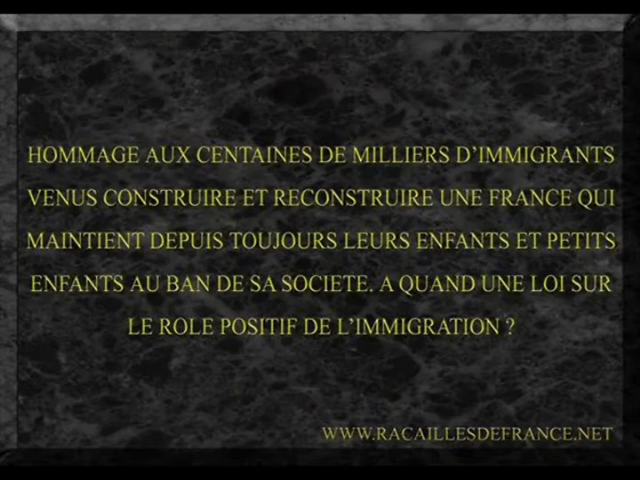 HOMMAGE AUX CENTAINES DE MILLIERS D'IMMIGRANTS
VENUS CONSTRUIRE ET RECONSTRUIRE UNE FRANCE QUI
MAINTIENT DEPUIS TOUJOURS LEURS ENFANTS ET PETITS
ENFANTS AU BAN DE SA SOCIETE. A QUAND UNE LOI SUR
LE ROLE POSITIF DE L'IMMIGRATION ?
WWW.RACAILLESDEFRANCE.NET